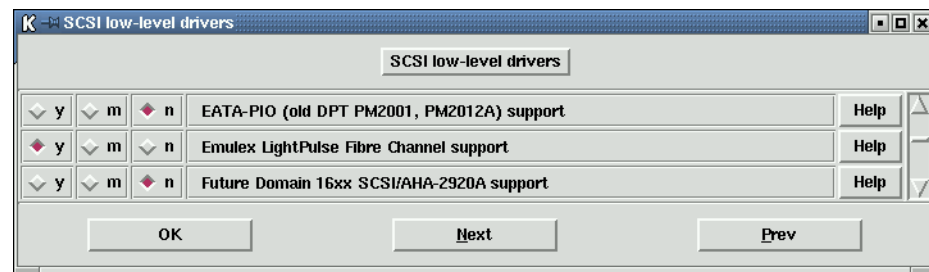 K SCSI low-level drivers
SCSI low-level drivers
y m n EATA-PIO (old DPT PM2001, PM2012A) support Help
y m n Emulex LightPulse Fibre Channel support Help
y m n Future Domain 16xx SCSI/AHA-2920A support Help
OK Next Prev